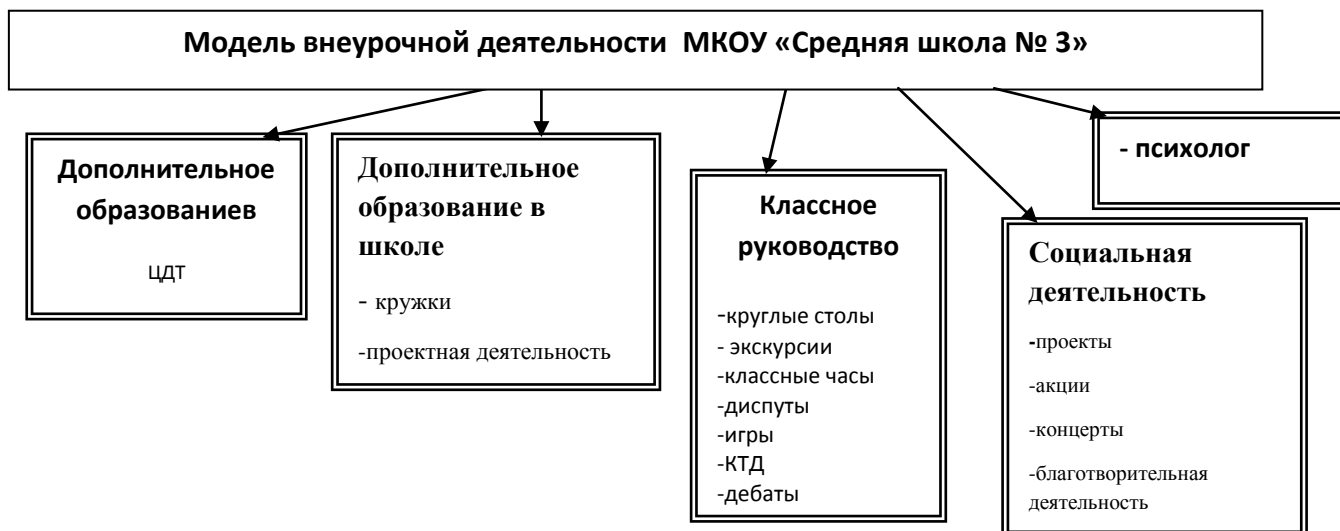 Модель внеурочной деятельности МКОУ «Средняя школа № 3»
Дополнительное
образованиев
ЦДТ
Дополнительное
образование в
школе
- кружки
-проектная деятельность
Классное
руководство
-круглые столы
- экскурсии
-классные часы
-диспуты
-игры
-КТД
-дебаты
Социальная
деятельность
-проекты
-акции
-концерты
-благотворительная
деятельность
- психолог